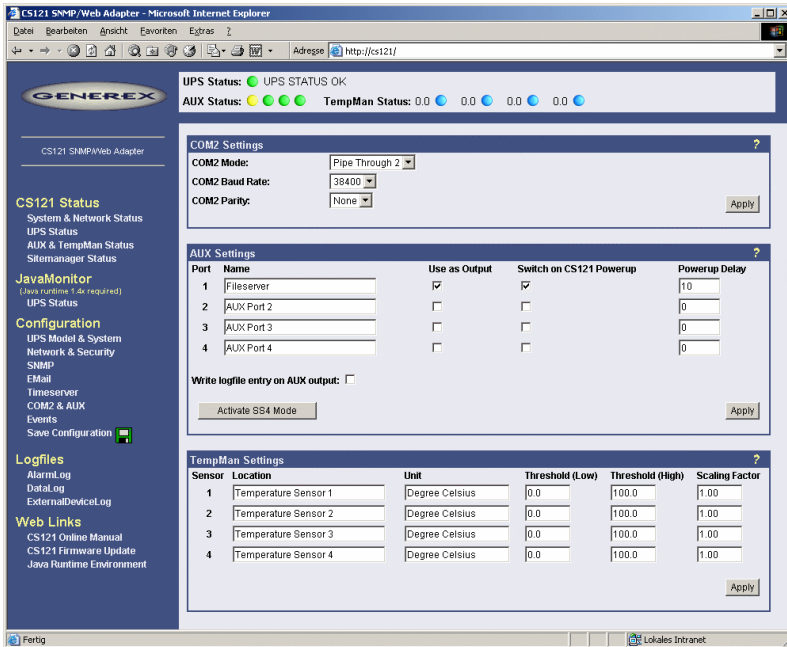 CS121 SNMP/Web Adapter - Microsoft Internet Explorer
Datei Bearbeiten Ansicht Favoriten Extras ?
Adresse http://cs121/
GENEREX
UPS Status: UPS STATUS OK
AUX Status: TempMan Status: 0.0 0.0 0.0 0.0
CS121 SNMP/Web Adapter
CS121 Status
System & Network Status
UPS Status
AUX & TempMan Status
Sitemanager Status
JavaMonitor
(Java runtime 1.4x required)
UPS Status
Configuration
UPS Model & System
Network & Security
SNMP
EMail
Timeserver
COM2 & AUX
Events
Save Configuration
Logfiles
AlarmLog
DataLog
ExternalDeviceLog
Web Links
CS121 Online Manual
CS121 Firmware Update
Java Runtime Environment
COM2 Settings ?
COM2 Mode: Pipe Through 2
COM2 Baud Rate: 38400
COM2 Parity: None
Apply
AUX Settings ?
Port Name Use as Output Switch on CS121 Powerup Powerup Delay
1 Fileserver 10
2 AUX Port 2 0
3 AUX Port 3 0
4 AUX Port 4 0
Write logfile entry on AUX output:
Activate SS4 Mode Apply
TempMan Settings ?
Sensor Location Unit Threshold (Low) Threshold (High) Scaling Factor
1 Temperature Sensor 1 Degree Celsius 0.0 100.0 1.00
2 Temperature Sensor 2 Degree Celsius 0.0 100.0 1.00
3 Temperature Sensor 3 Degree Celsius 0.0 100.0 1.00
4 Temperature Sensor 4 Degree Celsius 0.0 100.0 1.00
Apply
Fertig Lokales Intranet